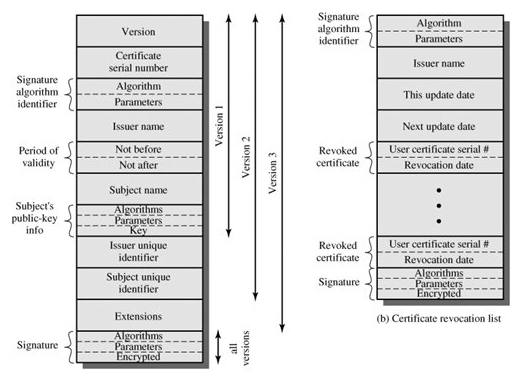 Version
Certificate
serial number
Signature
algorithm
identifier
Algorithm
Parameters
Issuer name
Period of
validity
Not before
Not after
Subject name
Subject's
public-key
info
Algorithms
Parameters
Key
Issuer unique
identifier
Subject unique
identifier
Extensions
Signature
Algorithms
Parameters
Encrypted
Version 1
Version 2
Version 3
all
versions
Signature
algorithm
identifier
Algorithm
Parameters
Issuer name
This update date
Next update date
Revoked
certificate
User certificate serial #
Revocation date
Revoked
certificate
User certificate serial #
Revocation date
Signature
Algorithms
Parameters
Encrypted
(b) Certificate revocation list